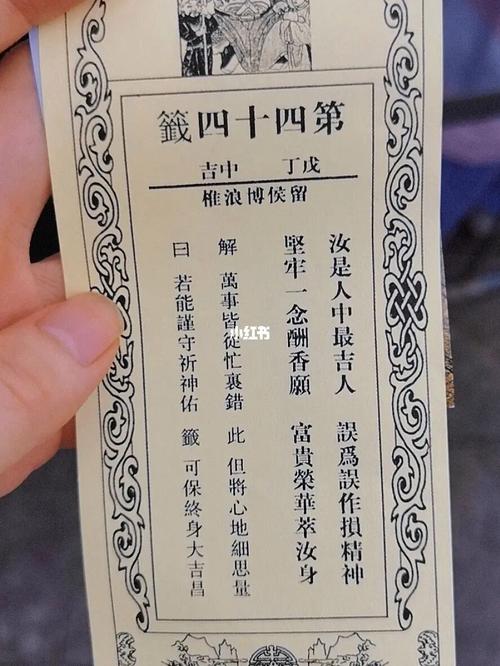 第四十四籤
戊丁 中吉
留侯博浪椎
汝是人中最吉人 誤爲誤作損精神
堅牢一念酬香願 富貴榮華萃汝身
解 萬事皆從忙裏錯 此 但將心地細思量
曰 若能謹守祈神佑 籤 可保終身大吉昌
小红书